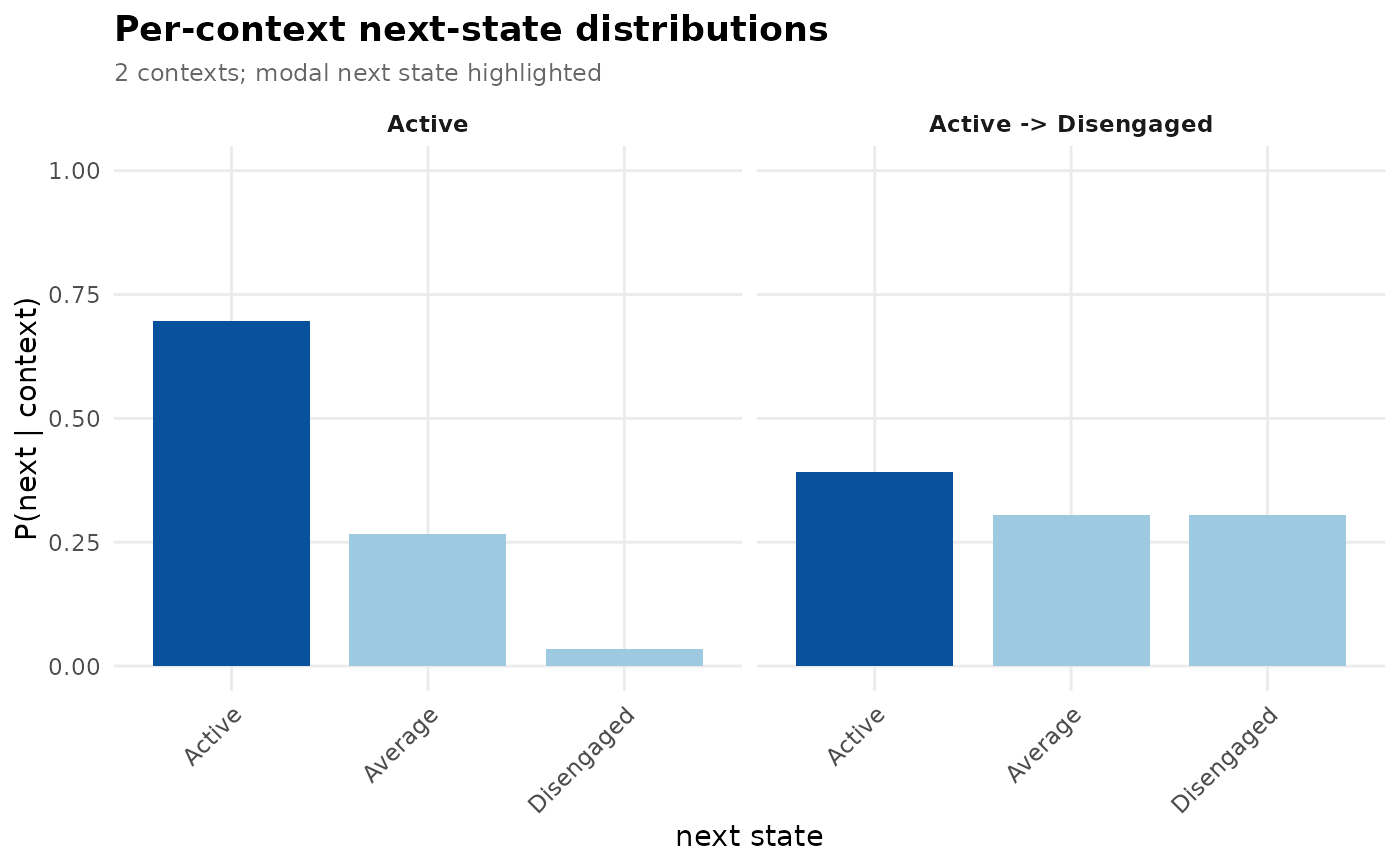 Per-context next-state distributions
2 contexts; modal next state highlighted
Active
Active -> Disengaged
P(next | context)
1.00
0.75
0.50
0.25
0.00
Active
Average
Disengaged
Active
Average
Disengaged
next state